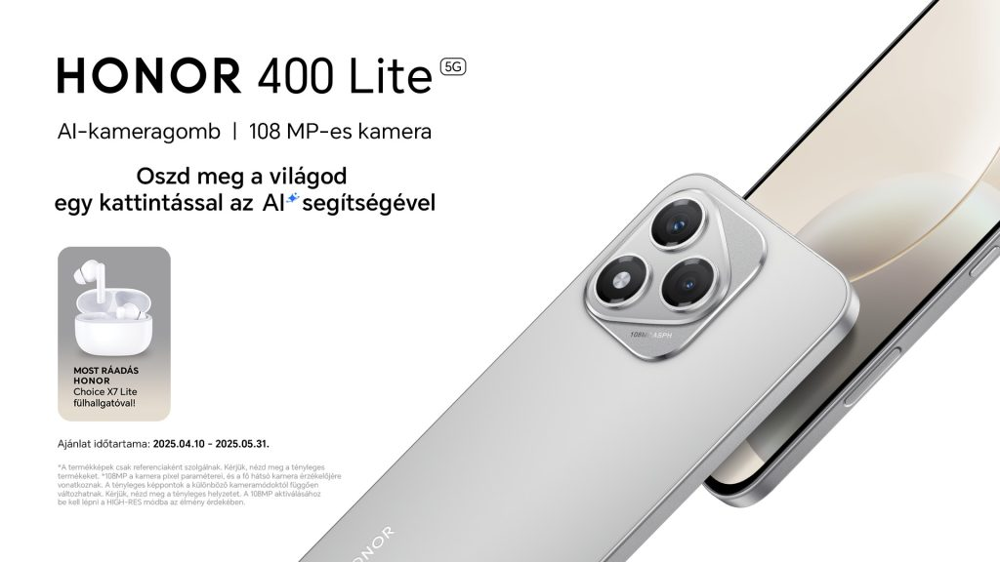 HONOR 400 Lite 5G
AI-kameragomb | 108 MP-es kamera
Oszd meg a világod
egy kattintással az AI segítségével
MOST RÁADÁS
HONOR
Choice X7 Lite
fülhallgatóval!
Ajánlat időtartama: 2025.04.10 - 2025.05.31.
*A termékképek csak referenciaként szolgálnak. Kérjük, nézd meg a tényleges
termékeket. *108MP a kamera pixel paraméterei, és a fő hátsó kamera érzékelőjére
vonatkoznak. A tényleges képpontok a különböző kameramódoktól függően
változhatnak. Kérjük, nézd meg a tényleges helyzetet. A 108MP aktiválásához
be kell lépni a HIGH-RES módba az élmény érdekében.
108MP ASPH
ONOR